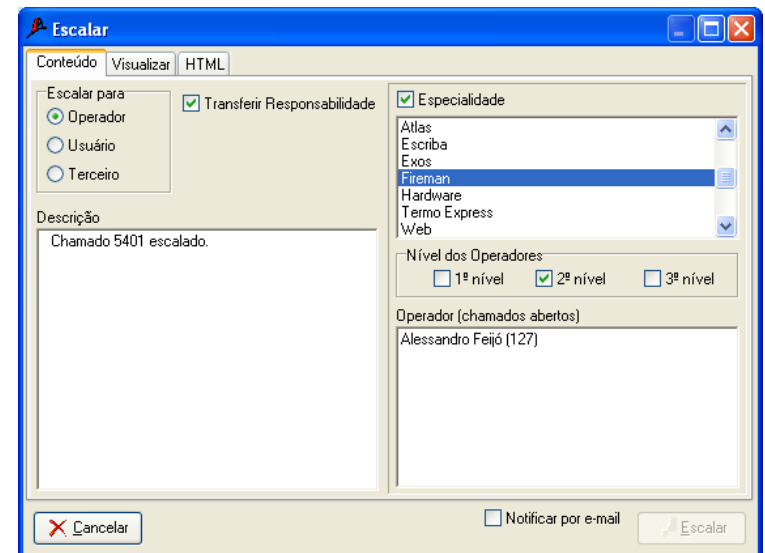 Escalar
Conteúdo Visualizar HTML
Escalar para
Operador
Usuário
Terceiro
Transferir Responsabilidade
Descrição
Chamado 5401 escalado.
Especialidade
Atlas
Escriba
Exos
Fireman
Hardware
Termo Express
Web
Nível dos Operadores
1º nível 2º nível 3º nível
Operador (chamados abertos)
Alessandro Feijó (127)
Cancelar
Notificar por e-mail
Escalar